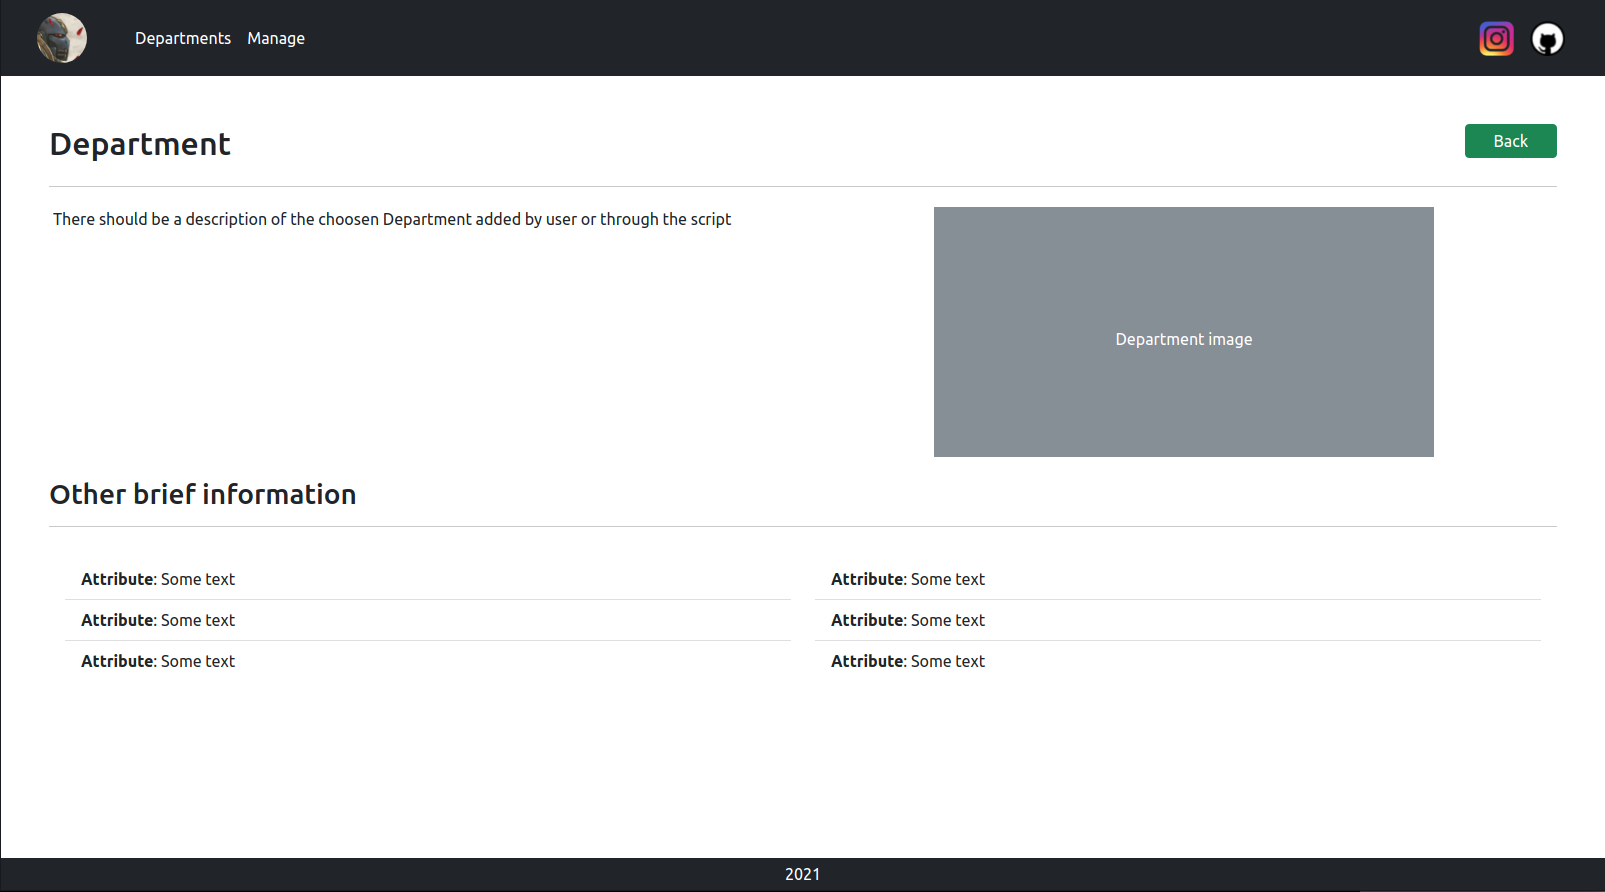 Departments Manage
Department
Back
There should be a description of the choosen Department added by user or through the script
Department image
Other brief information
Attribute: Some text
Attribute: Some text
Attribute: Some text
Attribute: Some text
Attribute: Some text
Attribute: Some text
2021